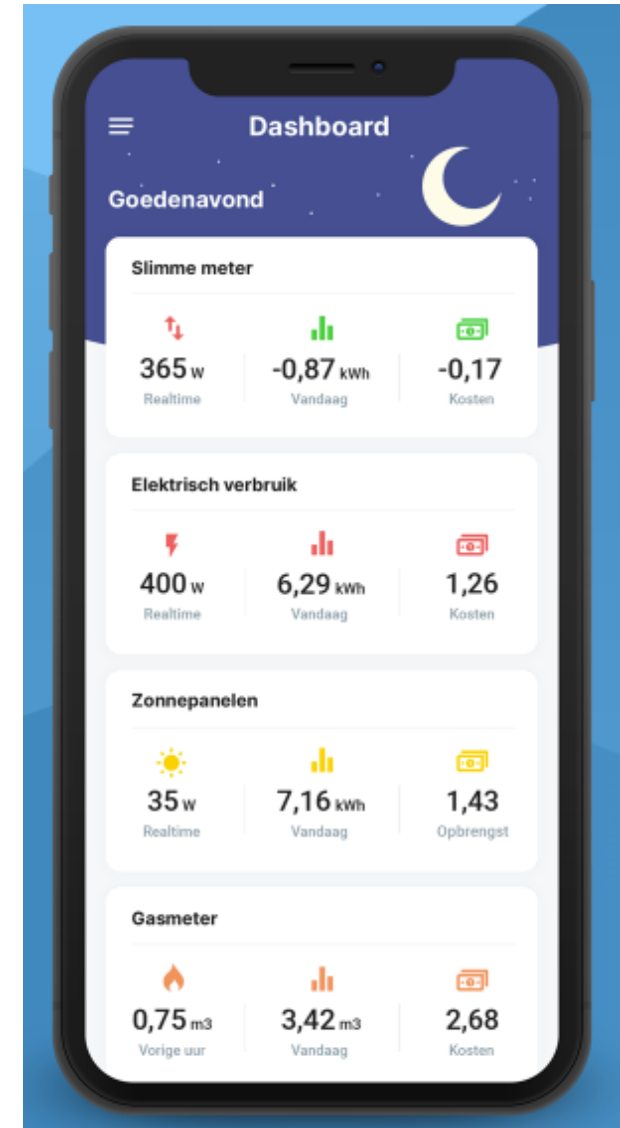 Dashboard
Goedenavond
Slimme meter
365 W -0,87 kWh -0,17
Realtime Vandaag Kosten
Elektrisch verbruik
400 W 6,29 kWh 1,26
Realtime Vandaag Kosten
Zonnepanelen
35 W 7,16 kWh 1,43
Realtime Vandaag Opbrengst
Gasmeter
0,75 m3 3,42 m3 2,68
Vorige uur Vandaag Kosten